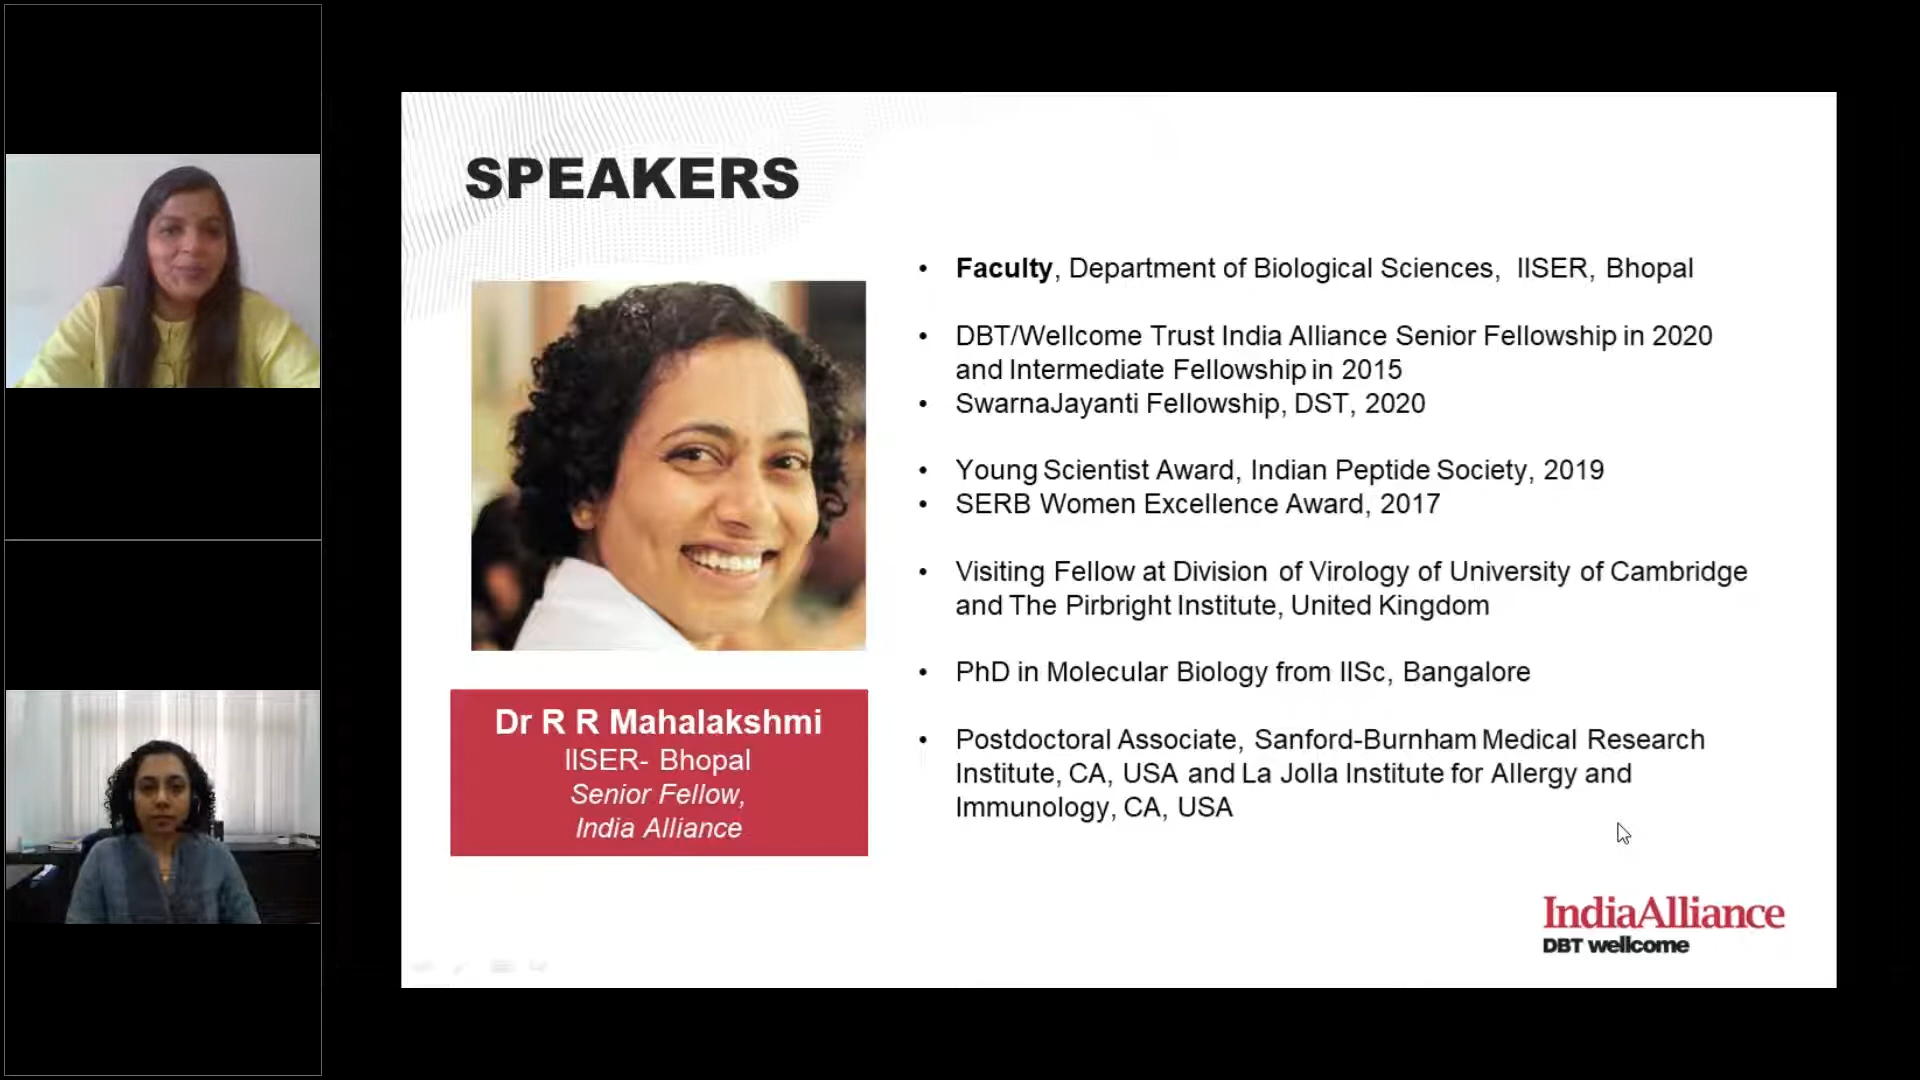 SPEAKERS
• Faculty, Department of Biological Sciences, IISER, Bhopal
• DBT/Wellcome Trust India Alliance Senior Fellowship in 2020
and Intermediate Fellowship in 2015
• SwarnaJayanti Fellowship, DST, 2020
• Young Scientist Award, Indian Peptide Society, 2019
• SERB Women Excellence Award, 2017
• Visiting Fellow at Division of Virology of University of Cambridge
and The Pirbright Institute, United Kingdom
• PhD in Molecular Biology from IISc, Bangalore
• Postdoctoral Associate, Sanford-Burnham Medical Research
Institute, CA, USA and La Jolla Institute for Allergy and
Immunology, CA, USA
Dr R R Mahalakshmi
IISER- Bhopal
Senior Fellow,
India Alliance
IndiaAlliance
DBT wellcome